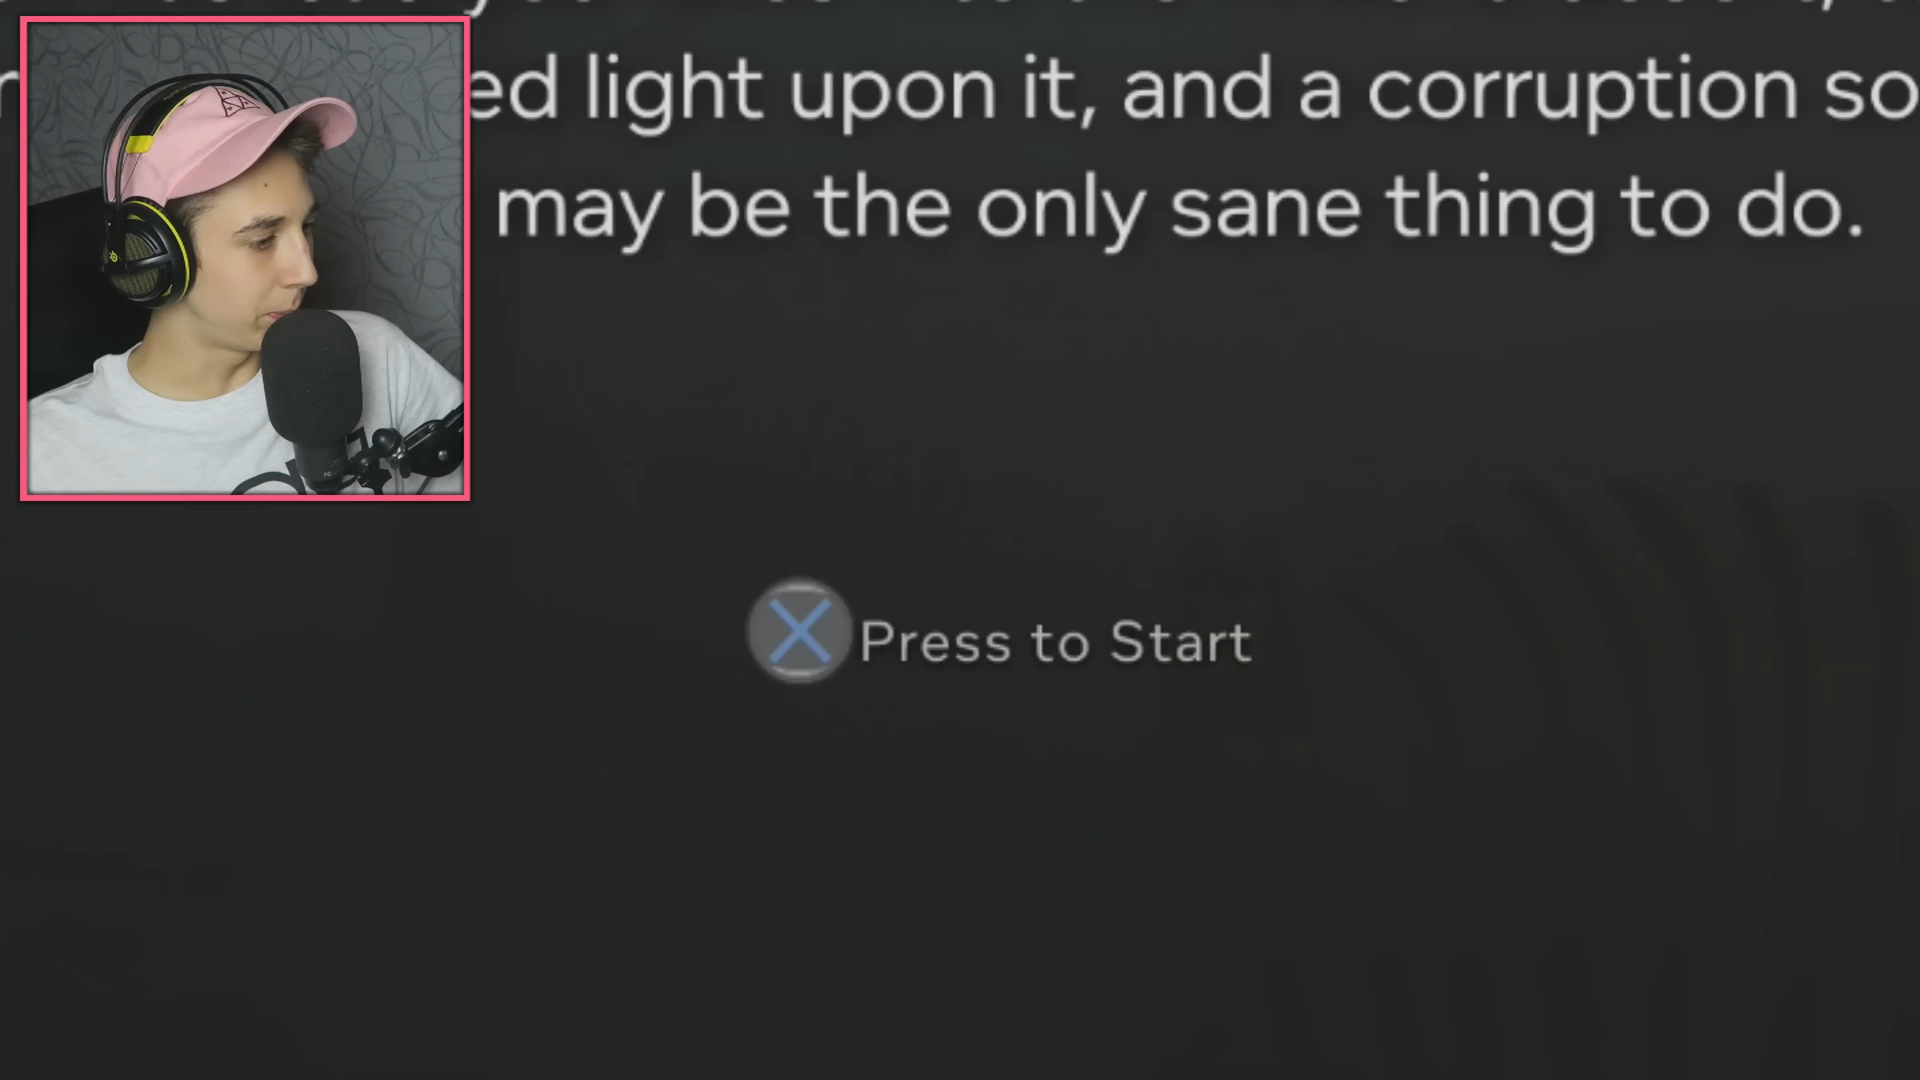 ed light upon it, and a corruption so
may be the only sane thing to do.
Press to Start